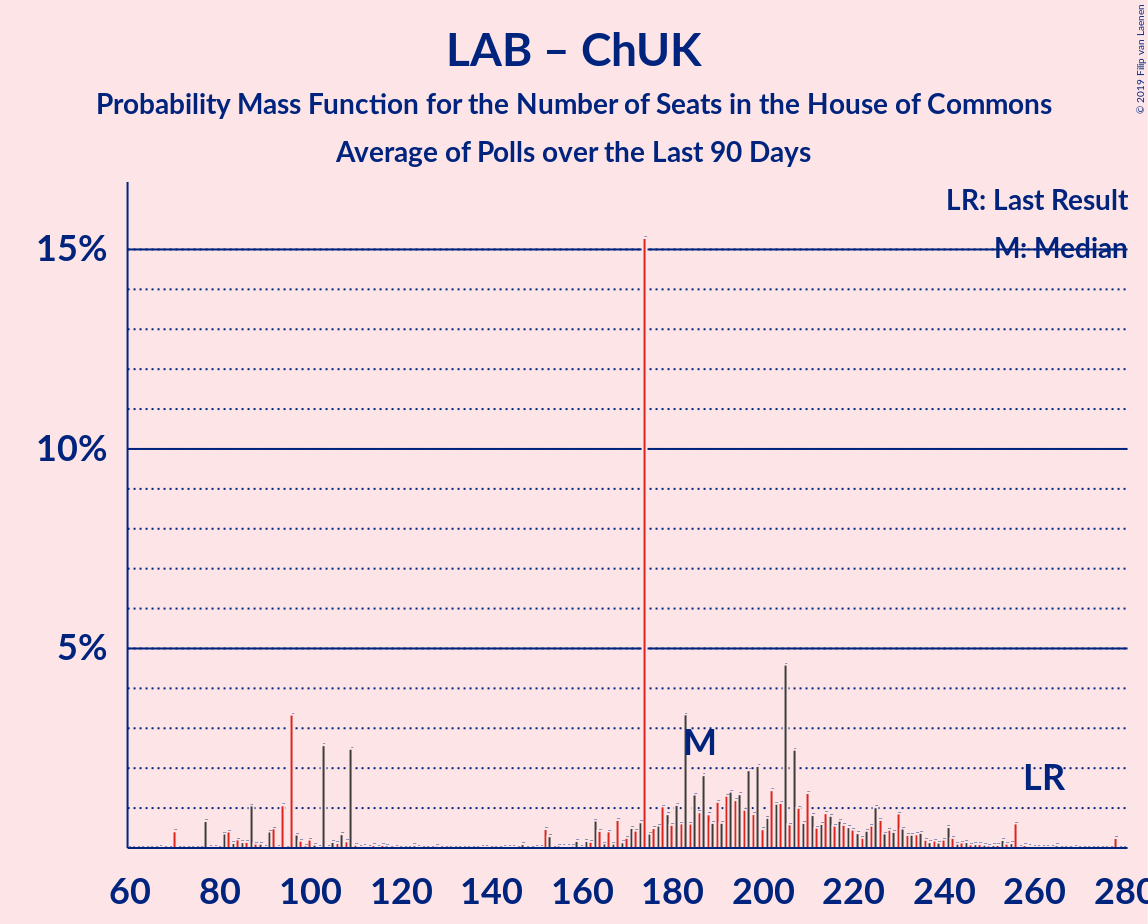 LAB – ChUK
Probability Mass Function for the Number of Seats in the House of Commons
Average of Polls over the Last 90 Days
© 2019 Filip van Laenen
LR: Last Result
M: Median
15%
10%
5%
M
LR
60 80 100 120 140 160 180 200 220 240 260 280